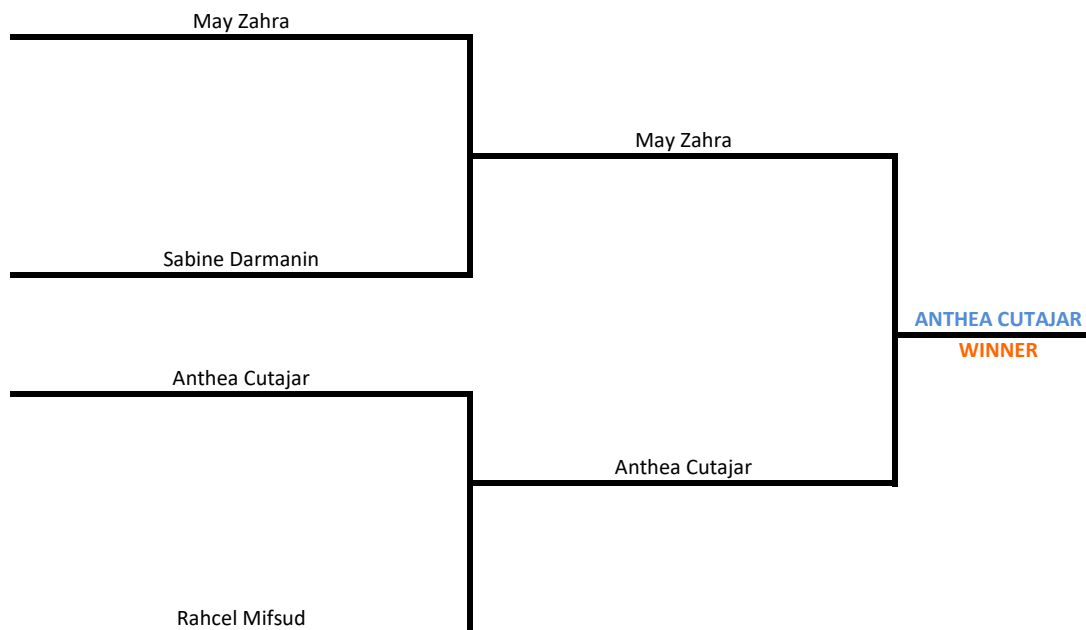 May Zahra
May Zahra
Sabine Darmanin
ANTHEA CUTAJAR
WINNER
Anthea Cutajar
Anthea Cutajar
Rahcel Mifsud